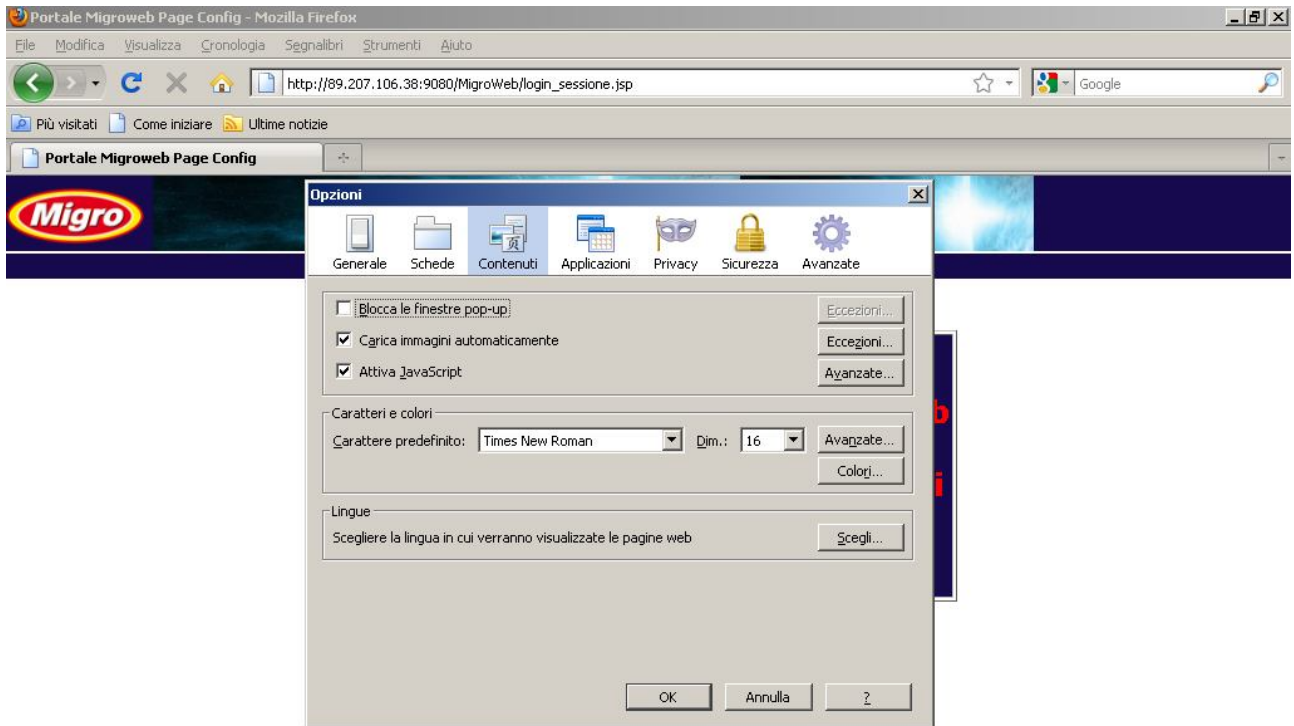 Portale Migroweb Page Config - Mozilla Firefox
File Modifica Visualizza Cronologia Segnalibri Strumenti Aiuto
http://89.207.106.38:9080/MigroWeb/login_sessione.jsp Google
Più visitati Come iniziare Ultime notizie
Portale Migroweb Page Config
Migro
Opzioni
Generale Schede Contenuti Applicazioni Privacy Sicurezza Avanzate
Blocca le finestre pop-up Eccezioni...
Carica immagini automaticamente Eccezioni...
Attiva JavaScript Avanzate...
Caratteri e colori
Carattere predefinito: Times New Roman Dim.: 16 Avanzate...
Colori...
b
i
Lingue
Scegliere la lingua in cui verranno visualizzate le pagine web Scegli...
OK Annulla ?